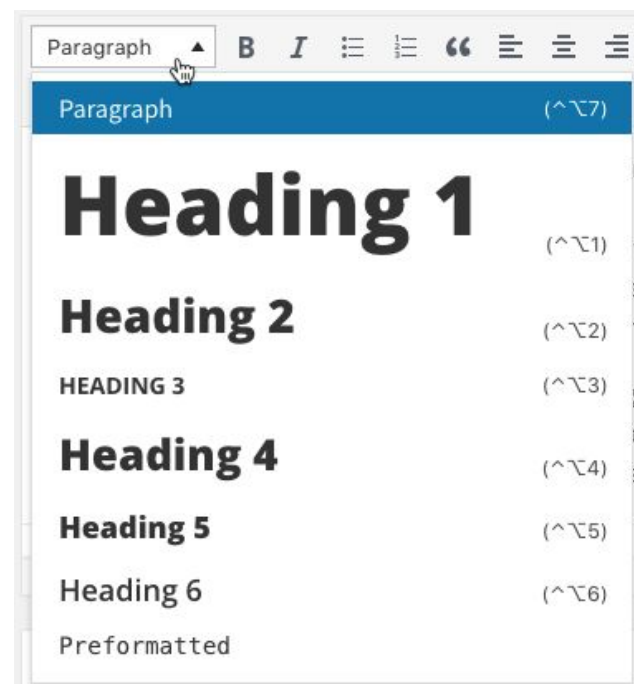 Paragraph
Paragraph (^⌥7)
Heading 1 (^⌥1)
Heading 2 (^⌥2)
HEADING 3 (^⌥3)
Heading 4 (^⌥4)
Heading 5 (^⌥5)
Heading 6 (^⌥6)
Preformatted